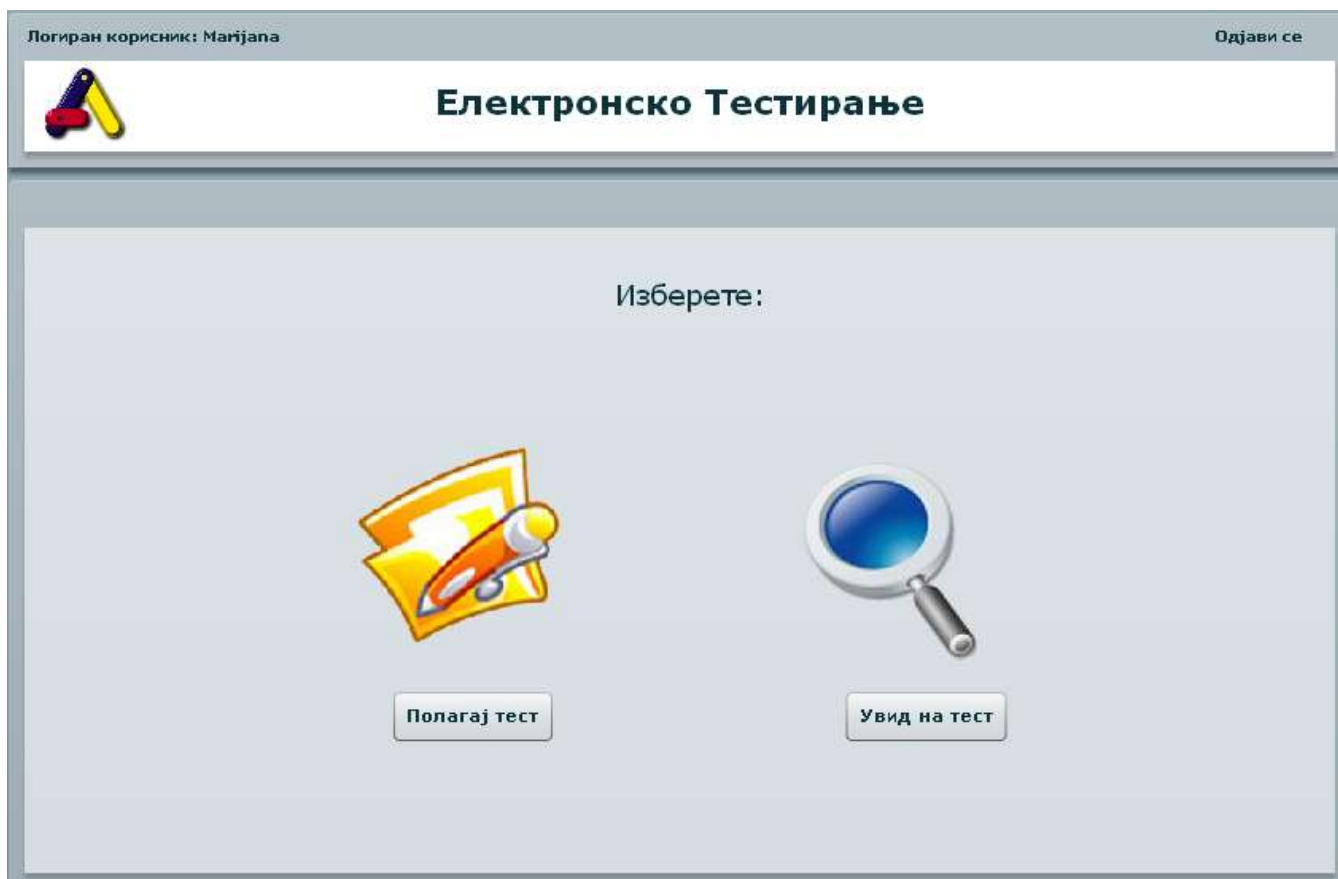 Логиран корисник: Marijana
Одјави се
Електронско Тестирање
Изберете:
Полагај тест
Увид на тест